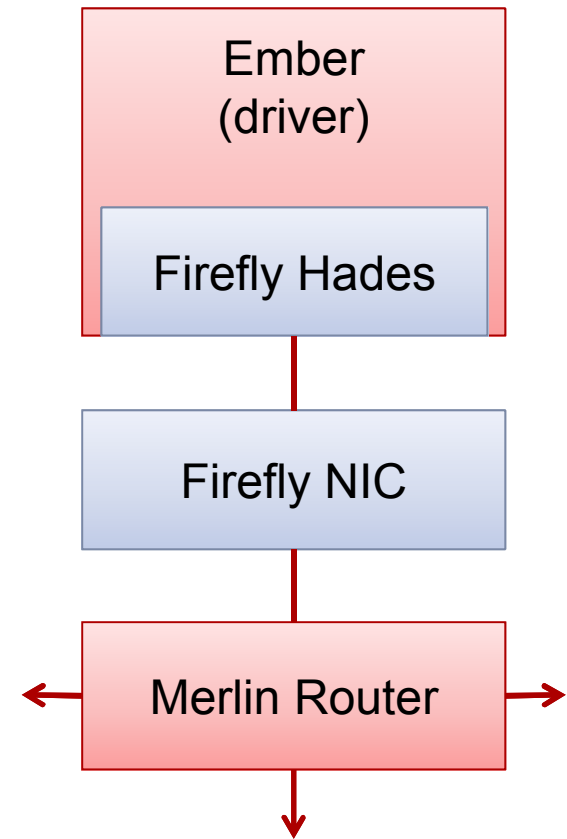 Ember
(driver)
Firefly Hades
Firefly NIC
Merlin Router